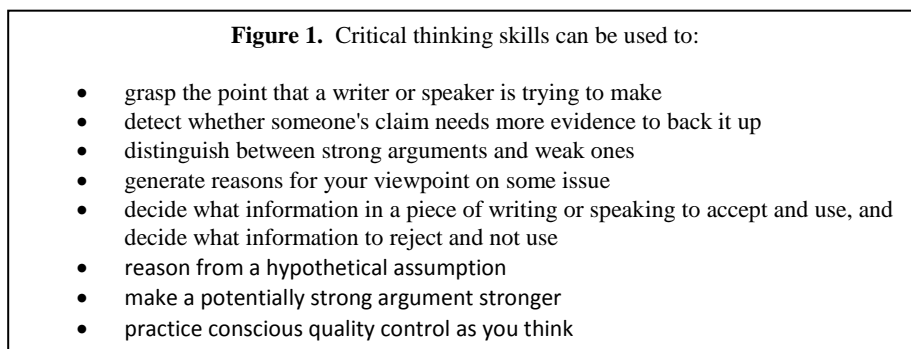 Figure 1. Critical thinking skills can be used to:
• grasp the point that a writer or speaker is trying to make
• detect whether someone's claim needs more evidence to back it up
• distinguish between strong arguments and weak ones
• generate reasons for your viewpoint on some issue
• decide what information in a piece of writing or speaking to accept and use, and
decide what information to reject and not use
• reason from a hypothetical assumption
• make a potentially strong argument stronger
• practice conscious quality control as you think